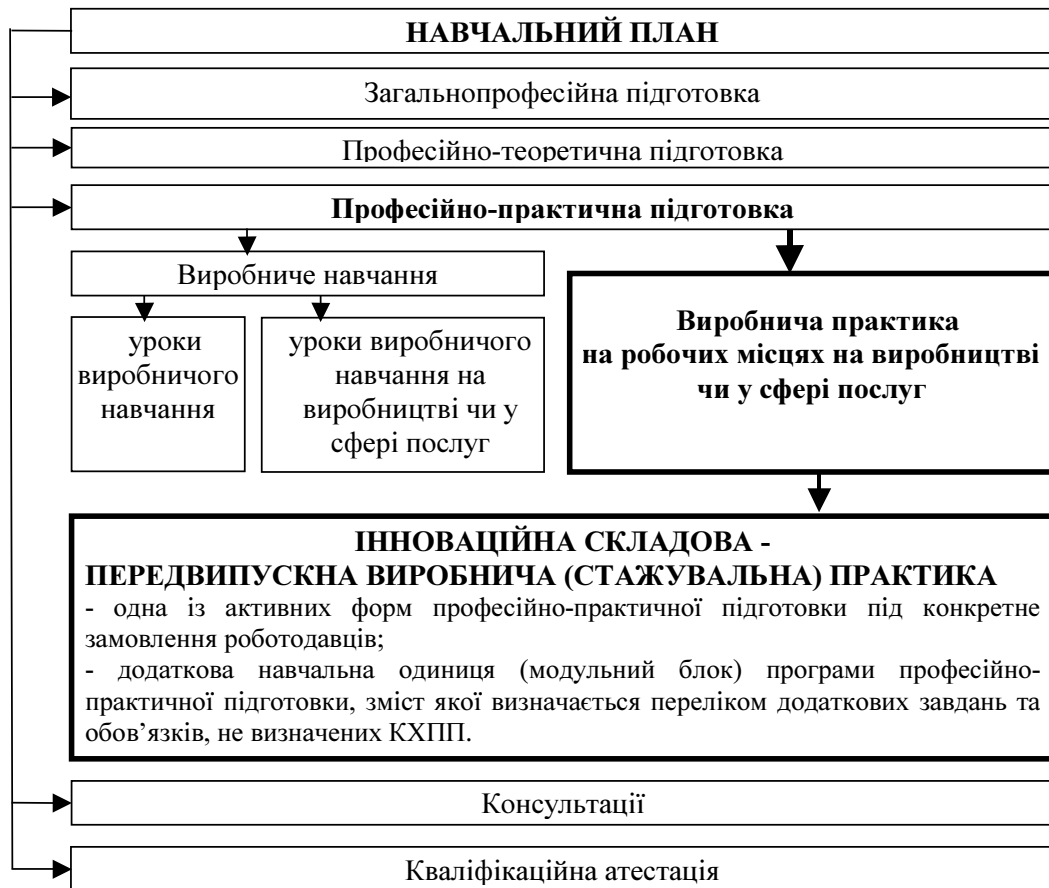 НАВЧАЛЬНИЙ ПЛАН
Загальнопрофесійна підготовка
Професійно-теоретична підготовка
Професійно-практична підготовка
Виробниче навчання
уроки
виробничого
навчання
уроки виробничого
навчання на
виробництві чи у
сфері послуг
Виробнича практика
на робочих місцях на виробництві
чи у сфері послуг
ІННОВАЦІЙНА СКЛАДОВА -
ПЕРЕДВИПУСКНА ВИРОБНИЧА (СТАЖУВАЛЬНА) ПРАКТИКА
- одна із активних форм професійно-практичної підготовки під конкретне
замовлення роботодавців;
- додаткова навчальна одиниця (модульний блок) програми професійно-
практичної підготовки, зміст якої визначається переліком додаткових завдань та
обов’язків, не визначених КХПП.
Консультації
Кваліфікаційна атестація